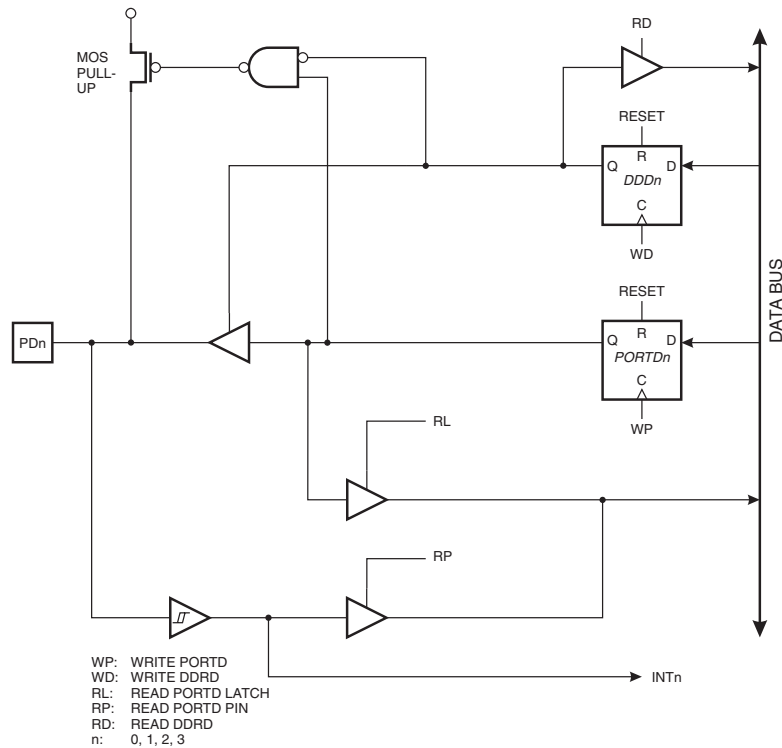 RD
MOS
PULL-
UP
RESET
R
Q
D
DDDn
C
WD
DATA BUS
RESET
R
PDn
Q
D
PORTDn
C
WP
RL
RP
INTn
WP: WRITE PORTD
WD: WRITE DDRD
RL: READ PORTD LATCH
RP: READ PORTD PIN
RD: READ DDRD
n: 0, 1, 2, 3